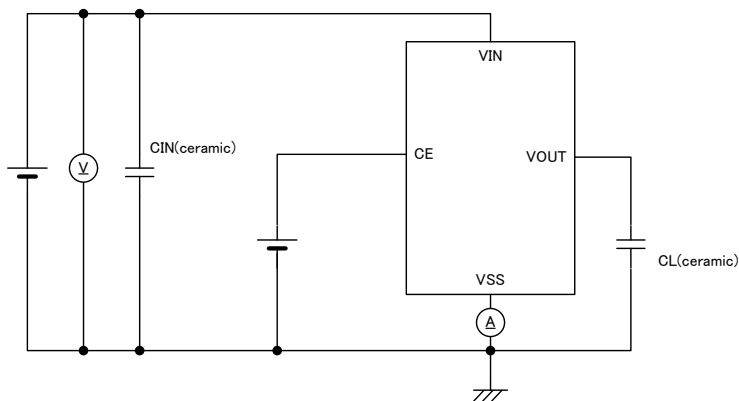 VIN
V
CIN(ceramic)
CE
VOUT
CL(ceramic)
VSS
A